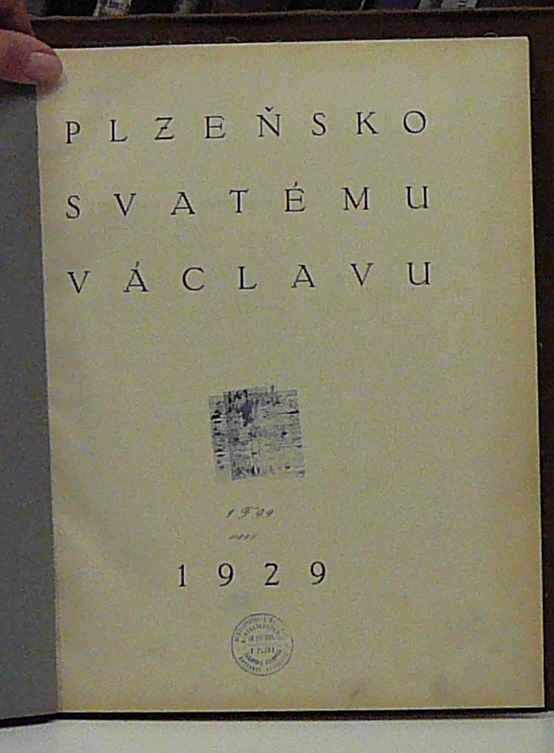 PLZEŇSKO
SVATÉMU
VÁCLAVU
1929